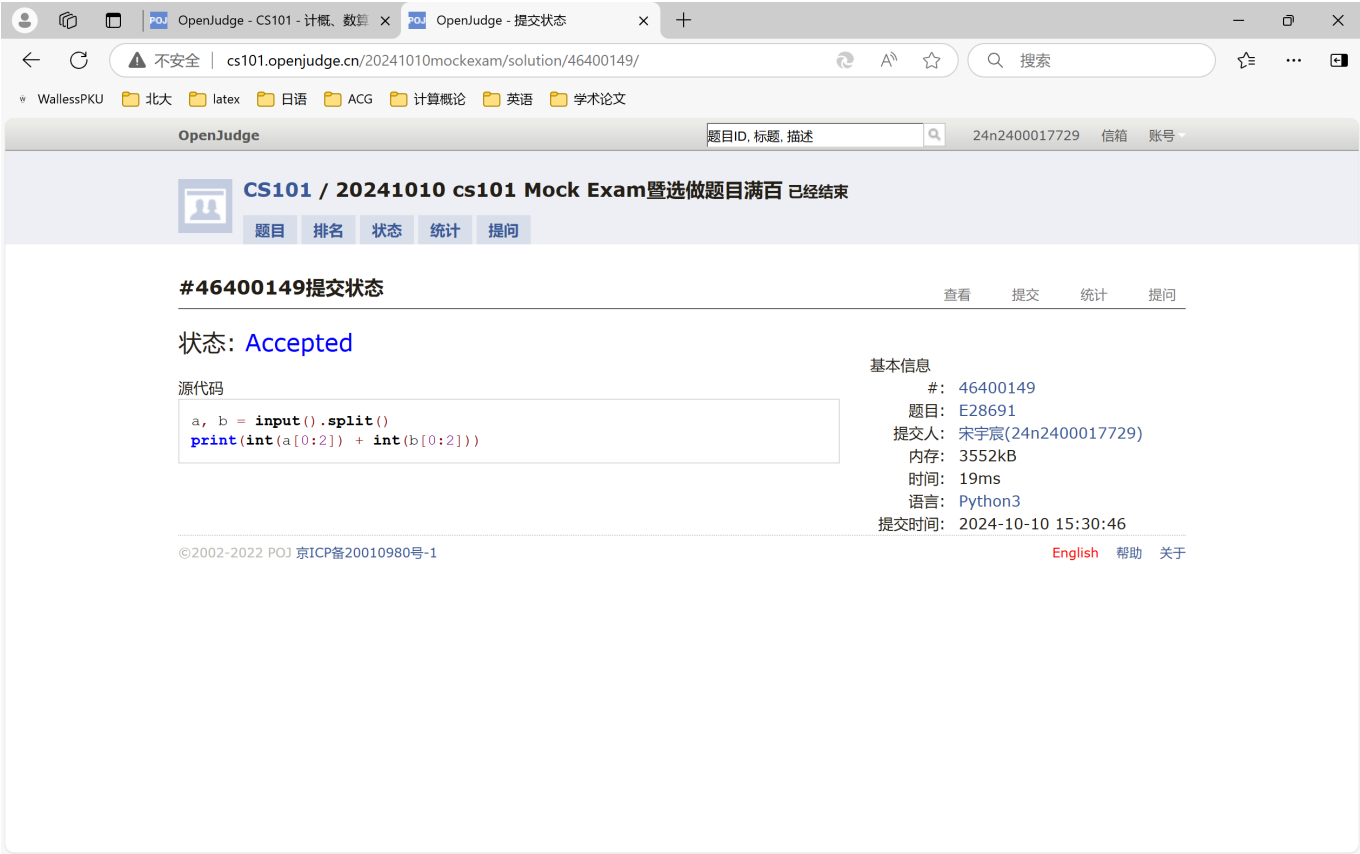 OpenJudge - CS101 - 计概、数算
OpenJudge - 提交状态
不安全 cs101.openjudge.cn/20241010mockexam/solution/46400149/ 搜索
WallessPKU 北大 latex 日语 ACG 计算概论 英语 学术论文
OpenJudge 题目ID, 标题, 描述 24n2400017729 信箱 账号
CS101 / 20241010 cs101 Mock Exam暨选做题目满百 已经结束
题目 排名 状态 统计 提问
#46400149提交状态 查看 提交 统计 提问
状态: Accepted
源代码
a, b = input().split()
print(int(a[0:2]) + int(b[0:2]))
基本信息
#: 46400149
题目: E28691
提交人: 宋宇宸(24n2400017729)
内存: 3552kB
时间: 19ms
语言: Python3
提交时间: 2024-10-10 15:30:46
©2002-2022 POJ 京ICP备20010980号-1 English 帮助 关于